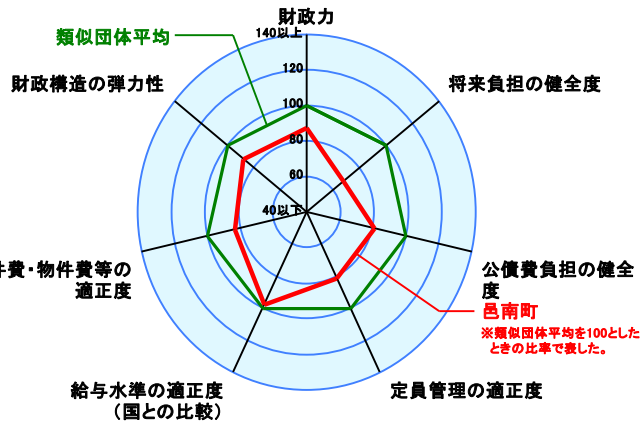 財政力
140以上
類似団体平均
120
財政構造の弾力性
将来負担の健全度
100
80
60
40以下
件費・物件費等の
適正度
公債費負担の健全
度
邑南町
※類似団体平均を100とした
ときの比率で表した。
給与水準の適正度
（国との比較）
定員管理の適正度